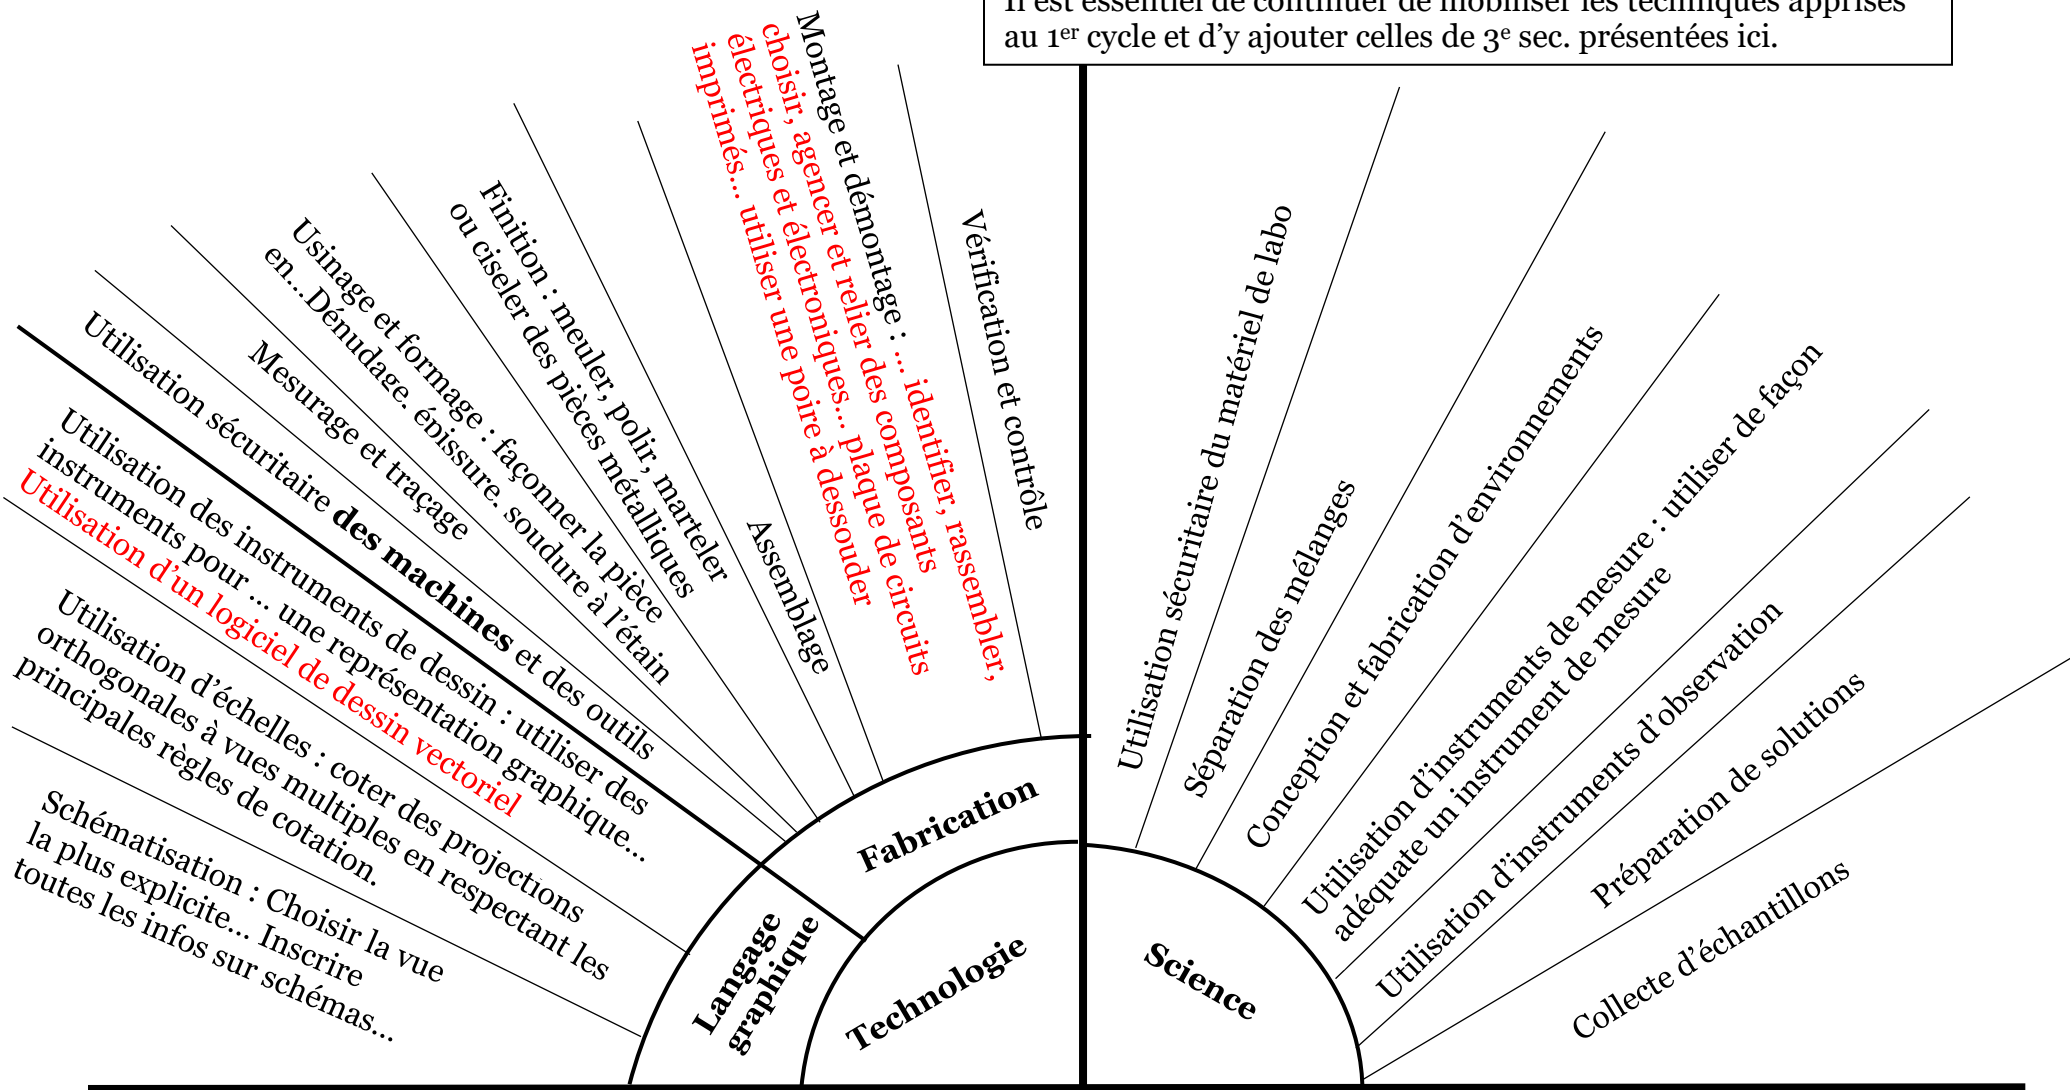 Il est essentiel de continuer de mobiliser les techniques apprises
au 1er cycle et d’y ajouter celles de 3e sec. présentées ici.
Schématisation : Choisir la vue
la plus explicite... Inscrire
toutes les infos sur schémas...
Utilisation d’échelles : coter des projections
orthogonales à vues multiples en respectant les
principales règles de cotation.
Utilisation des instruments de dessin : utiliser des
instruments pour ... une représentation graphique...
Utilisation d’un logiciel de dessin vectoriel
Utilisation sécuritaire des machines et des outils
Mesurage et traçage
Usinage et formage : façonner la pièce
en...Dénudage. épissure. soudure à l’étain
Finition : meuler, polir, marteler
ou ciseler des pièces métalliques
Assemblage
Montage et démontage : ... identifier, rassembler,
choisir, agencer et relier des composants
électriques et électroniques... plaque de circuits
imprimés... utiliser une poire à dessouder
Vérification et contrôle
Utilisation sécuritaire du matériel de labo
Séparation des mélanges
Conception et fabrication d’environnements
Utilisation d’instruments de mesure : utiliser de façon
adéquate un instrument de mesure
Utilisation d’instruments d’observation
Préparation de solutions
Collecte d’échantillons
Langage
graphique
Fabrication
Technologie
Science